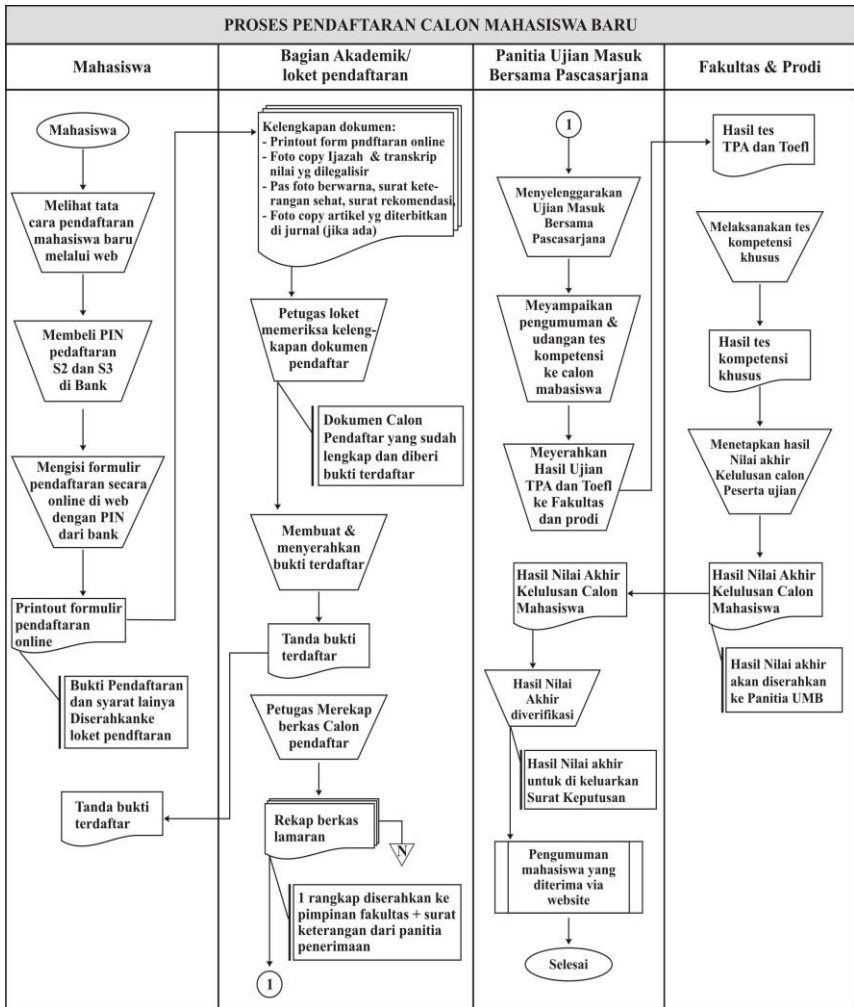 PROSES PENDAFTARAN CALON MAHASISWA BARU
Mahasiswa
Bagian Akademik/
loket pendaftaran
Panitia Ujian Masuk
Bersama Pascasarjana
Fakultas & Prodi
Mahasiswa
Melihat tata
cara pendaftaran
mahasiswa baru
melalui web
Membeli PIN
pedaftaran
S2 dan S3
di Bank
Mengisi formulir
pendaftaran secara
online di web
dengan PIN
dari bank
Printout formulir
pendaftaran
online
Bukti Pendaftaran
dan syarat lainya
Diserahkanke
loket pendftaran
Tanda bukti
terdaftar
Kelengkapan dokumen:
- Printout form pndftaran online
- Foto copy Ijazah & transkrip
nilai yg dilegalisir
- Pas foto berwarna, surat kete-
rangan sehat, surat rekomendasi,
- Foto copy artikel yg diterbitkan
di jurnal (jika ada)
Petugas loket
memeriksa keleng-
kapan dokumen
pendaftar
Dokumen Calon
Pendaftar yang sudah
lengkap dan diberi
bukti terdaftar
Membuat &
menyerahkan
bukti terdaftar
Tanda bukti
terdaftar
Petugas Merekap
berkas Calon
pendaftar
Rekap berkas
lamaran
N
1 rangkap diserahkan ke
pimpinan fakultas + surat
keterangan dari panitia
penerimaan
1
1
Menyelenggarakan
Ujian Masuk
Bersama
Pascasarjana
Meyampaikan
pengumuman &
udangan tes
kompetensi
ke calon
mabasiswa
Meyerahkan
Hasil Ujian
TPA dan Toefl
ke Fakultas
dan prodi
Hasil Nilai Akhir
Kelulusan Calon
Mahasiswa
Hasil Nilai
Akhir
diverifikasi
Hasil Nilai akhir
untuk di keluarkan
Surat Keputusan
Pengumuman
mahasiswa yang
diterima via
website
Selesai
Hasil tes
TPA dan Toefl
Melaksanakan tes
kompetensi
khusus
Hasil tes
kompetensi
khusus
Menetapkan hasil
Nilai akhir
Kelulusan calon
Peserta ujian
Hasil Nilai Akhir
Kelulusan Calon
Mahasiswa
Hasil Nilai akhir
akan diserahkan
ke Panitia UMB